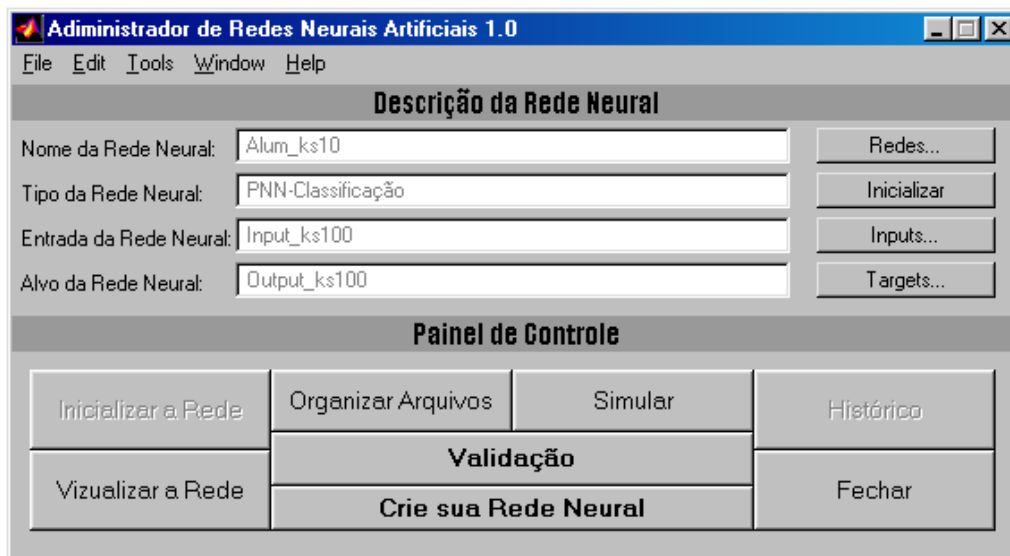 Adiministrador de Redes Neurais Artificiais 1.0
File Edit Tools Window Help
Descrição da Rede Neural
Nome da Rede Neural: Alum_ks10 Redes...
Tipo da Rede Neural: PNN-Classificação Inicializar
Entrada da Rede Neural: Input_ks100 Inputs...
Alvo da Rede Neural: Output_ks100 Targets...
Painel de Controle
Inicializar a Rede Organizar Arquivos Simular Histórico
Validação
Vizualizar a Rede Fechar
Crie sua Rede Neural